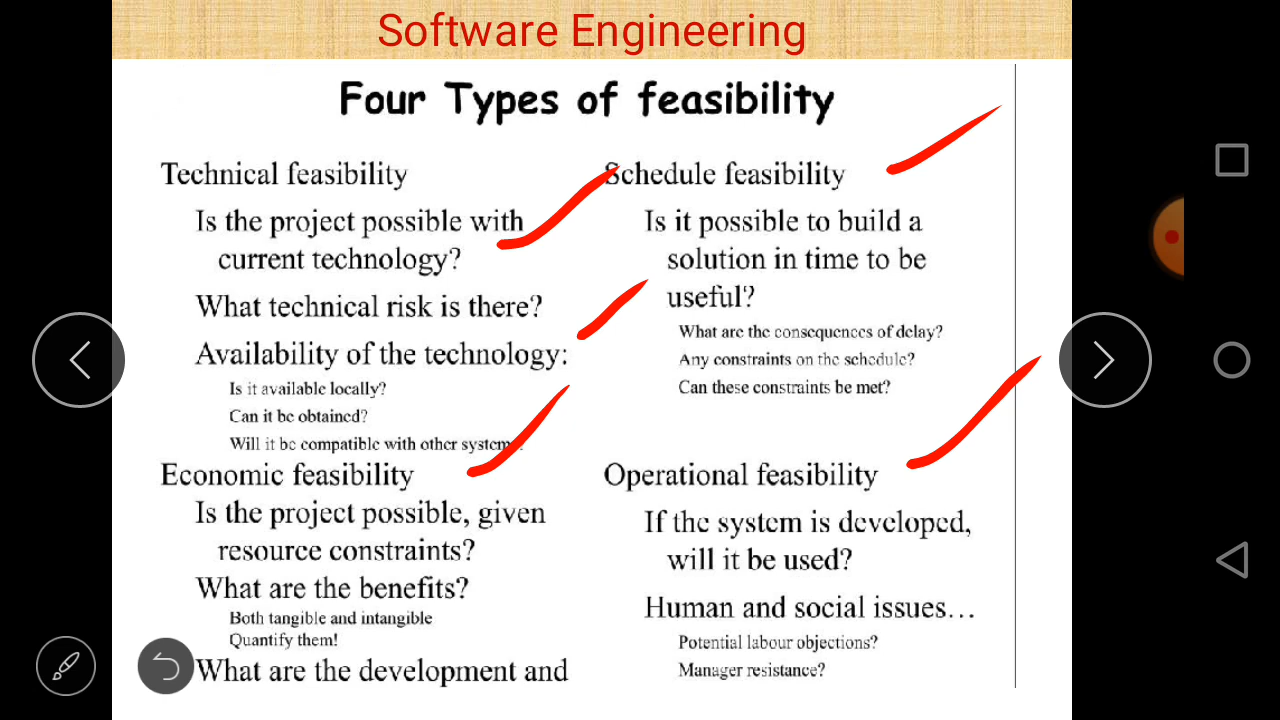 Software Engineering
Four Types of feasibility
Technical feasibility
Is the project possible with
current technology?
What technical risk is there?
Availability of the technology:
Is it available locally?
Can it be obtained?
Will it be compatible with other systems?
Economic feasibility
Is the project possible, given
resource constraints?
What are the benefits?
Both tangible and intangible
Quantify them!
What are the development and
Schedule feasibility
Is it possible to build a
solution in time to be
useful?
What are the consequences of delay?
Any constraints on the schedule?
Can these constraints be met?
Operational feasibility
If the system is developed,
will it be used?
Human and social issues…
Potential labour objections?
Manager resistance?